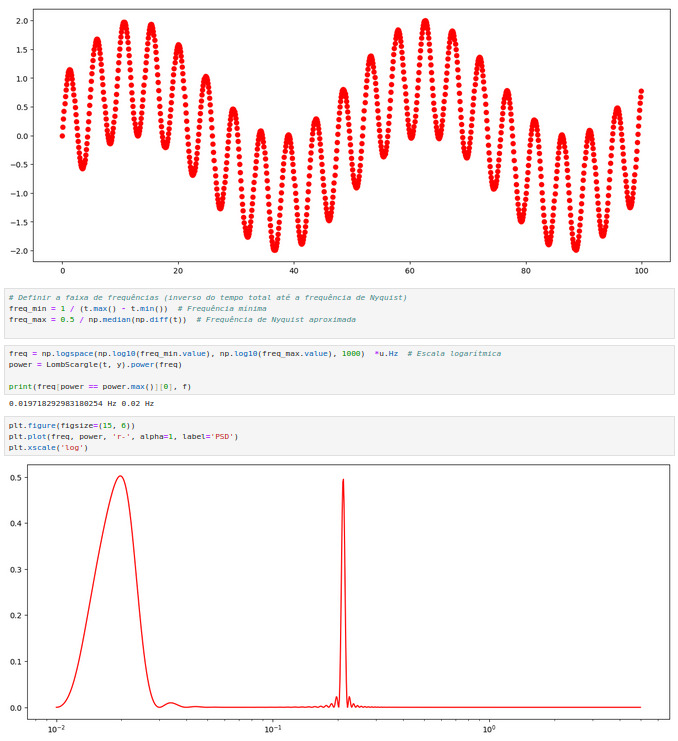 2.0
1.5
1.0
0.5
0.0
−0.5
−1.0
−1.5
−2.0
0 20 40 60 80 100
# Definir a faixa de frequências (inverso do tempo total até a frequência de Nyquist)
freq_min = 1 / (t.max() - t.min())  # Frequência mínima
freq_max = 0.5 / np.median(np.diff(t))  # Frequência de Nyquist aproximada
freq = np.logspace(np.log10(freq_min.value), np.log10(freq_max.value), 1000)  *u.Hz  # Escala logarítmica
power = LombScargle(t, y).power(freq)
print(freq[power == power.max()][0], f)
0.019718292983180254 Hz 0.02 Hz
plt.figure(figsize=(15, 6))
plt.plot(freq, power, 'r-', alpha=1, label='PSD')
plt.xscale('log')
0.5
0.4
0.3
0.2
0.1
0.0
10⁻² 10⁻¹ 10⁰